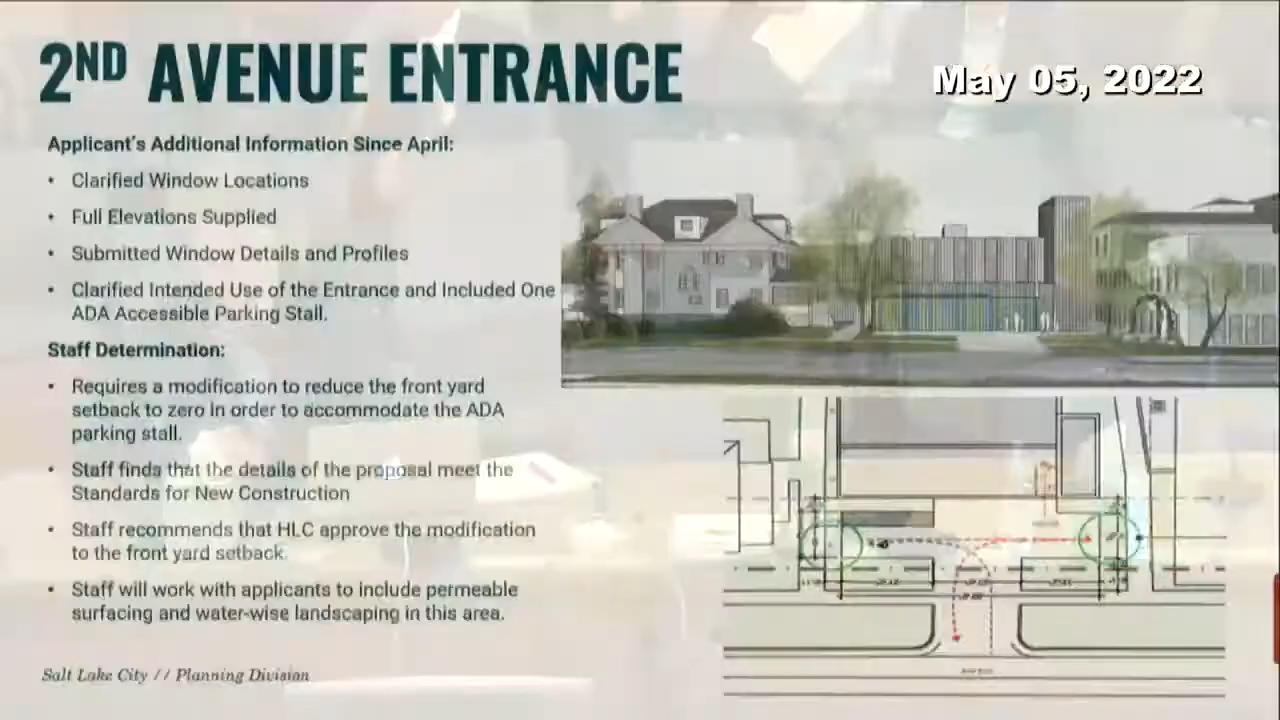 2ND AVENUE ENTRANCE
May 05, 2022
Applicant's Additional Information Since April:
• Clarified Window Locations
• Full Elevations Supplied
• Submitted Window Details and Profiles
• Clarified Intended Use of the Entrance and Included One
ADA Accessible Parking Stall.
Staff Determination:
• Requires a modification to reduce the front yard
setback to zero in order to accommodate the ADA
parking stall.
• Staff finds that the details of the proposal meet the
Standards for New Construction
• Staff recommends that HLC approve the modification
to the front yard setback.
• Staff will work with applicants to include permeable
surfacing and water-wise landscaping in this area.
Salt Lake City // Planning Division